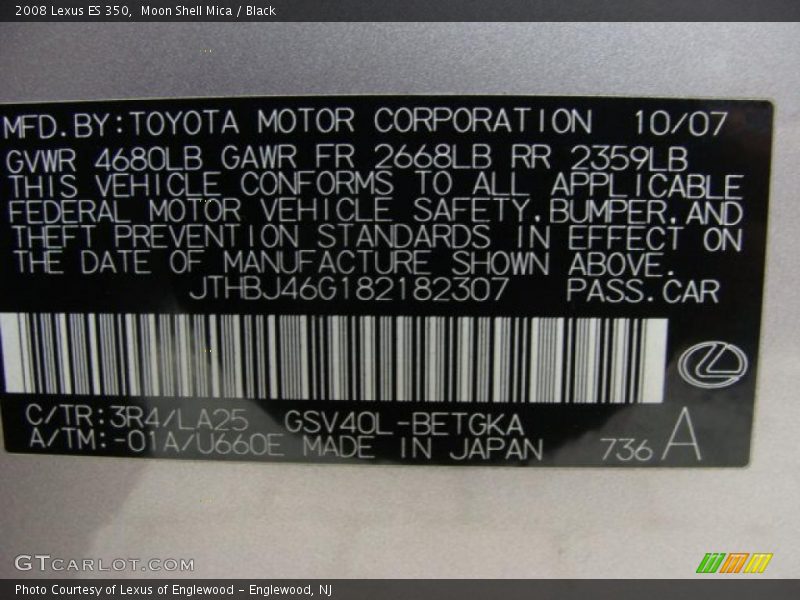 2008 Lexus ES 350,  Moon Shell Mica / Black
MFD.BY:TOYOTA MOTOR CORPORATION 10/07
GVWR 4680LB GAWR FR 2668LB RR 2359LB
THIS VEHICLE CONFORMS TO ALL APPLICABLE
FEDERAL MOTOR VEHICLE SAFETY,BUMPER,AND
THEFT PREVENTION STANDARDS IN EFFECT ON
THE DATE OF MANUFACTURE SHOWN ABOVE.
JTHBJ46G182182307 PASS.CAR
C/TR:3R4/LA25 GSV40L-BETGKA
A/TM:-01A/U660E MADE IN JAPAN 736 A
GTCARLOT.COM
Photo Courtesy of Lexus of Englewood – Englewood, NJ